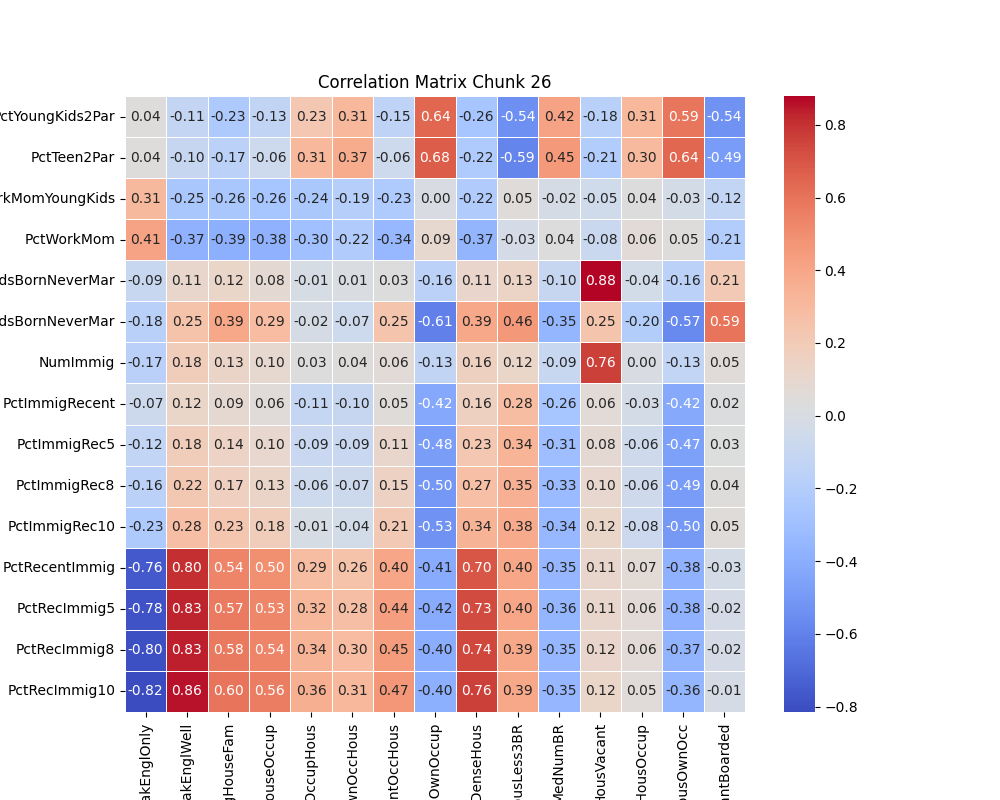 Correlation Matrix Chunk 26
ctYoungKids2Par 0.04 -0.11 -0.23 -0.13 0.23 0.31 -0.15 0.64 -0.26 -0.54 0.42 -0.18 0.31 0.59 -0.54
PctTeen2Par 0.04 -0.10 -0.17 -0.06 0.31 0.37 -0.06 0.68 -0.22 -0.59 0.45 -0.21 0.30 0.64 -0.49
rkMomYoungKids 0.31 -0.25 -0.26 -0.26 -0.24 -0.19 -0.23 0.00 -0.22 0.05 -0.02 -0.05 0.04 -0.03 -0.12
PctWorkMom 0.41 -0.37 -0.39 -0.38 -0.30 -0.22 -0.34 0.09 -0.37 -0.03 0.04 -0.08 0.06 0.05 -0.21
dsBornNeverMar -0.09 0.11 0.12 0.08 -0.01 0.01 0.03 -0.16 0.11 0.13 -0.10 0.88 -0.04 -0.16 0.21
dsBornNeverMar -0.18 0.25 0.39 0.29 -0.02 -0.07 0.25 -0.61 0.39 0.46 -0.35 0.25 -0.20 -0.57 0.59
NumImmig -0.17 0.18 0.13 0.10 0.03 0.04 0.06 -0.13 0.16 0.12 -0.09 0.76 0.00 -0.13 0.05
PctImmigRecent -0.07 0.12 0.09 0.06 -0.11 -0.10 0.05 -0.42 0.16 0.28 -0.26 0.06 -0.03 -0.42 0.02
PctImmigRec5 -0.12 0.18 0.14 0.10 -0.09 -0.09 0.11 -0.48 0.23 0.34 -0.31 0.08 -0.06 -0.47 0.03
PctImmigRec8 -0.16 0.22 0.17 0.13 -0.06 -0.07 0.15 -0.50 0.27 0.35 -0.33 0.10 -0.06 -0.49 0.04
PctImmigRec10 -0.23 0.28 0.23 0.18 -0.01 -0.04 0.21 -0.53 0.34 0.38 -0.34 0.12 -0.08 -0.50 0.05
PctRecentImmig -0.76 0.80 0.54 0.50 0.29 0.26 0.40 -0.41 0.70 0.40 -0.35 0.11 0.07 -0.38 -0.03
PctRecImmig5 -0.78 0.83 0.57 0.53 0.32 0.28 0.44 -0.42 0.73 0.40 -0.36 0.11 0.06 -0.38 -0.02
PctRecImmig8 -0.80 0.83 0.58 0.54 0.34 0.30 0.45 -0.40 0.74 0.39 -0.35 0.12 0.06 -0.37 -0.02
PctRecImmig10 -0.82 0.86 0.60 0.56 0.36 0.31 0.47 -0.40 0.76 0.39 -0.35 0.12 0.05 -0.36 -0.01
akEnglOnly
akEnglWell
gHouseFam
ouseOccup
OccupHous
wnOccHous
ntOccHous
OwnOccup
DenseHous
usLess3BR
MedNumBR
HousVacant
HousOccup
ousOwnOcc
antBoarded
0.8
0.6
0.4
0.2
0.0
−0.2
−0.4
−0.6
−0.8